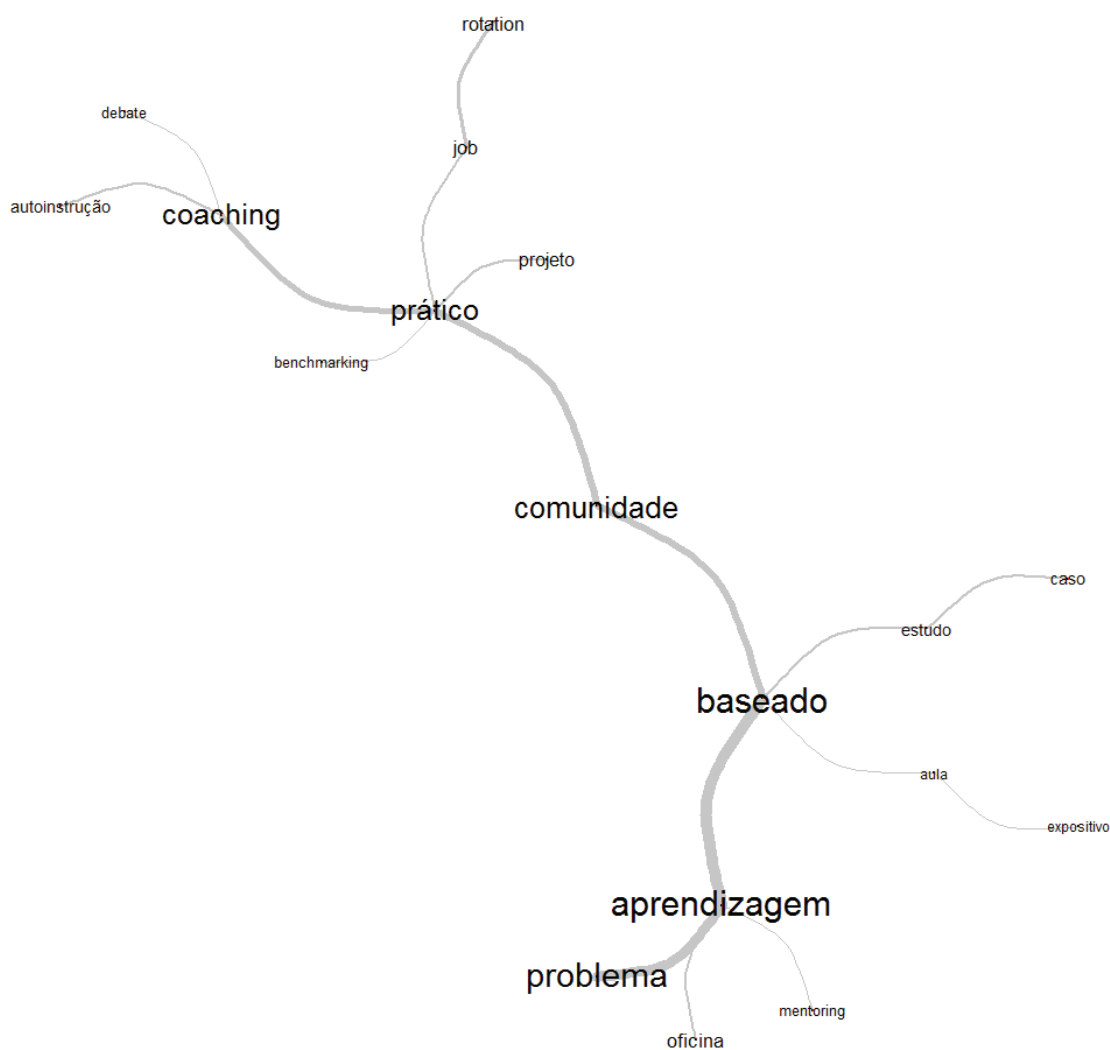 rotation
debate
job
autoinstrução
coaching
projeto
prático
benchmarking
comunidade
caso
estudo
baseado
aula
expositivo
aprendizagem
problema
mentoring
oficina